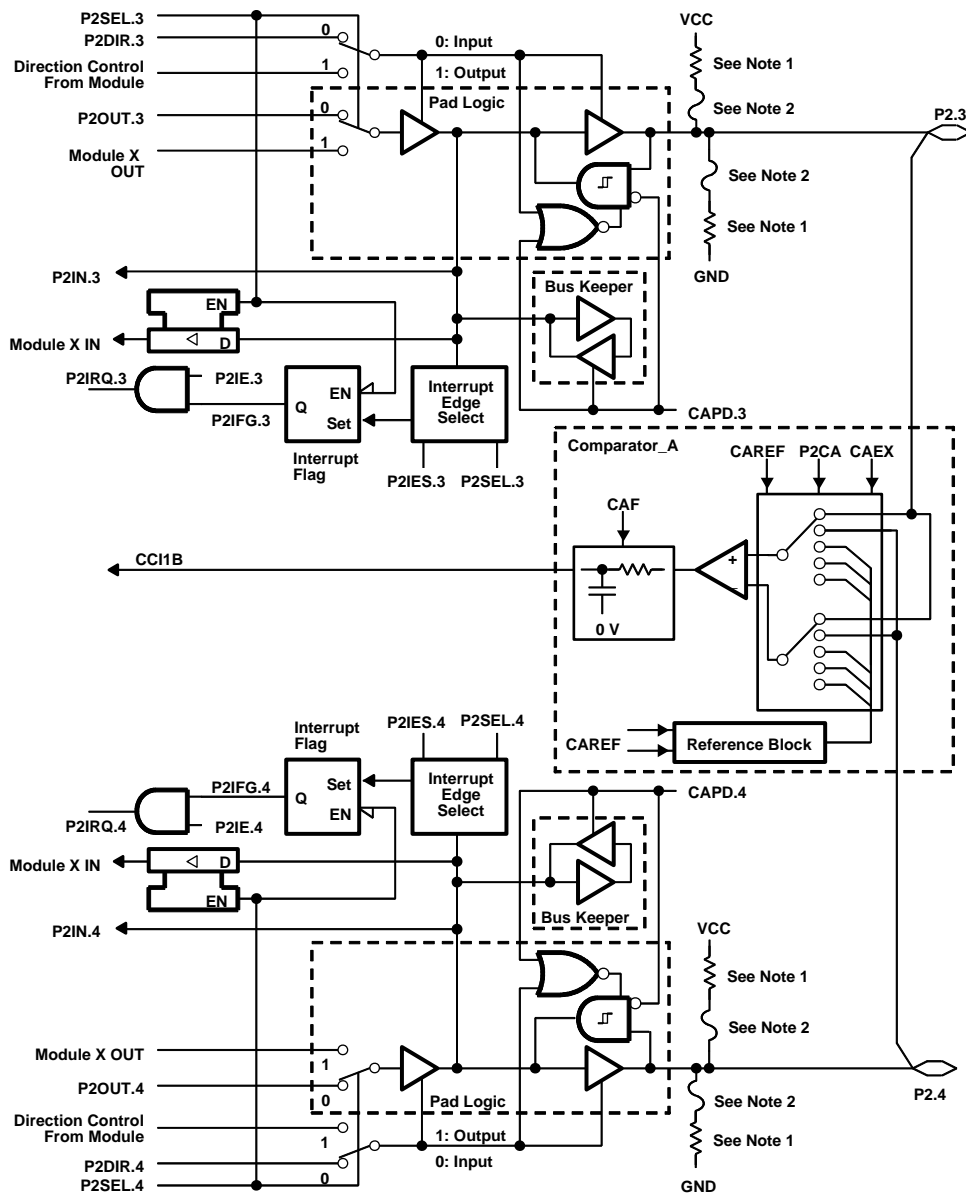 P2SEL.3
P2DIR.3
0
Direction Control
From Module
1
0: Input
1: Output
Pad Logic
P2OUT.3
0
Module X
OUT
1
VCC
See Note 1
See Note 2
P2.3
See Note 2
See Note 1
GND
P2IN.3
Bus Keeper
EN
Module X IN
D
P2IRQ.3
P2IE.3
P2IFG.3
EN
Q
Set
Interrupt
Flag
Interrupt
Edge
Select
P2IES.3
P2SEL.3
CAPD.3
Comparator_A
CAREF
P2CA
CAEX
CAF
CCI1B
+
−
0 V
CAREF
Reference Block
Interrupt
Flag
P2IES.4
P2SEL.4
P2IFG.4
Q
Set
EN
Interrupt
Edge
Select
CAPD.4
P2IRQ.4
P2IE.4
Module X IN
D
EN
Bus Keeper
P2IN.4
VCC
See Note 1
See Note 2
Module X OUT
1
P2OUT.4
0
Pad Logic
P2.4
See Note 2
See Note 1
GND
Direction Control
From Module
1
1: Output
0: Input
P2DIR.4
0
P2SEL.4